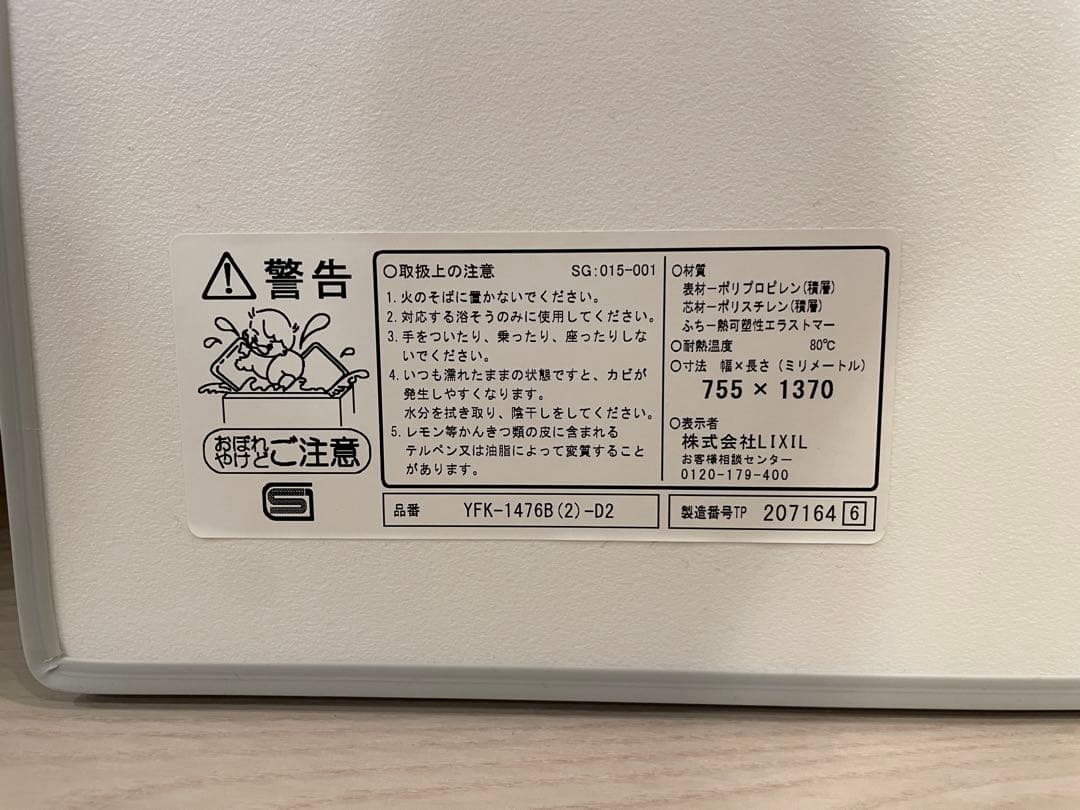 警告
おぼれ
やけど
ご注意
○取扱上の注意 SG:015-001
1. 火のそばに置かないでください。
2. 対応する浴そうのみに使用してください。
3. 手をついたり、乗ったり、座ったりしな
いでください。
4. いつも濡れたままの状態ですと、カビが
発生しやすくなります。
水分を拭き取り、陰干しをしてください。
5. レモン等かんきつ類の皮に含まれる
テルペン又は油脂によって変質すること
があります。
○材質
表材ーポリプロピレン(積層)
芯材ーポリスチレン(積層)
ふちー熱可塑性エラストマー
○耐熱温度 80℃
○寸法 幅×長さ(ミリメートル)
755 × 1370
○表示者
株式会社LIXIL
お客様相談センター
0120-179-400
品番 YFK-1476B(2)-D2
製造番号TP 207164 6